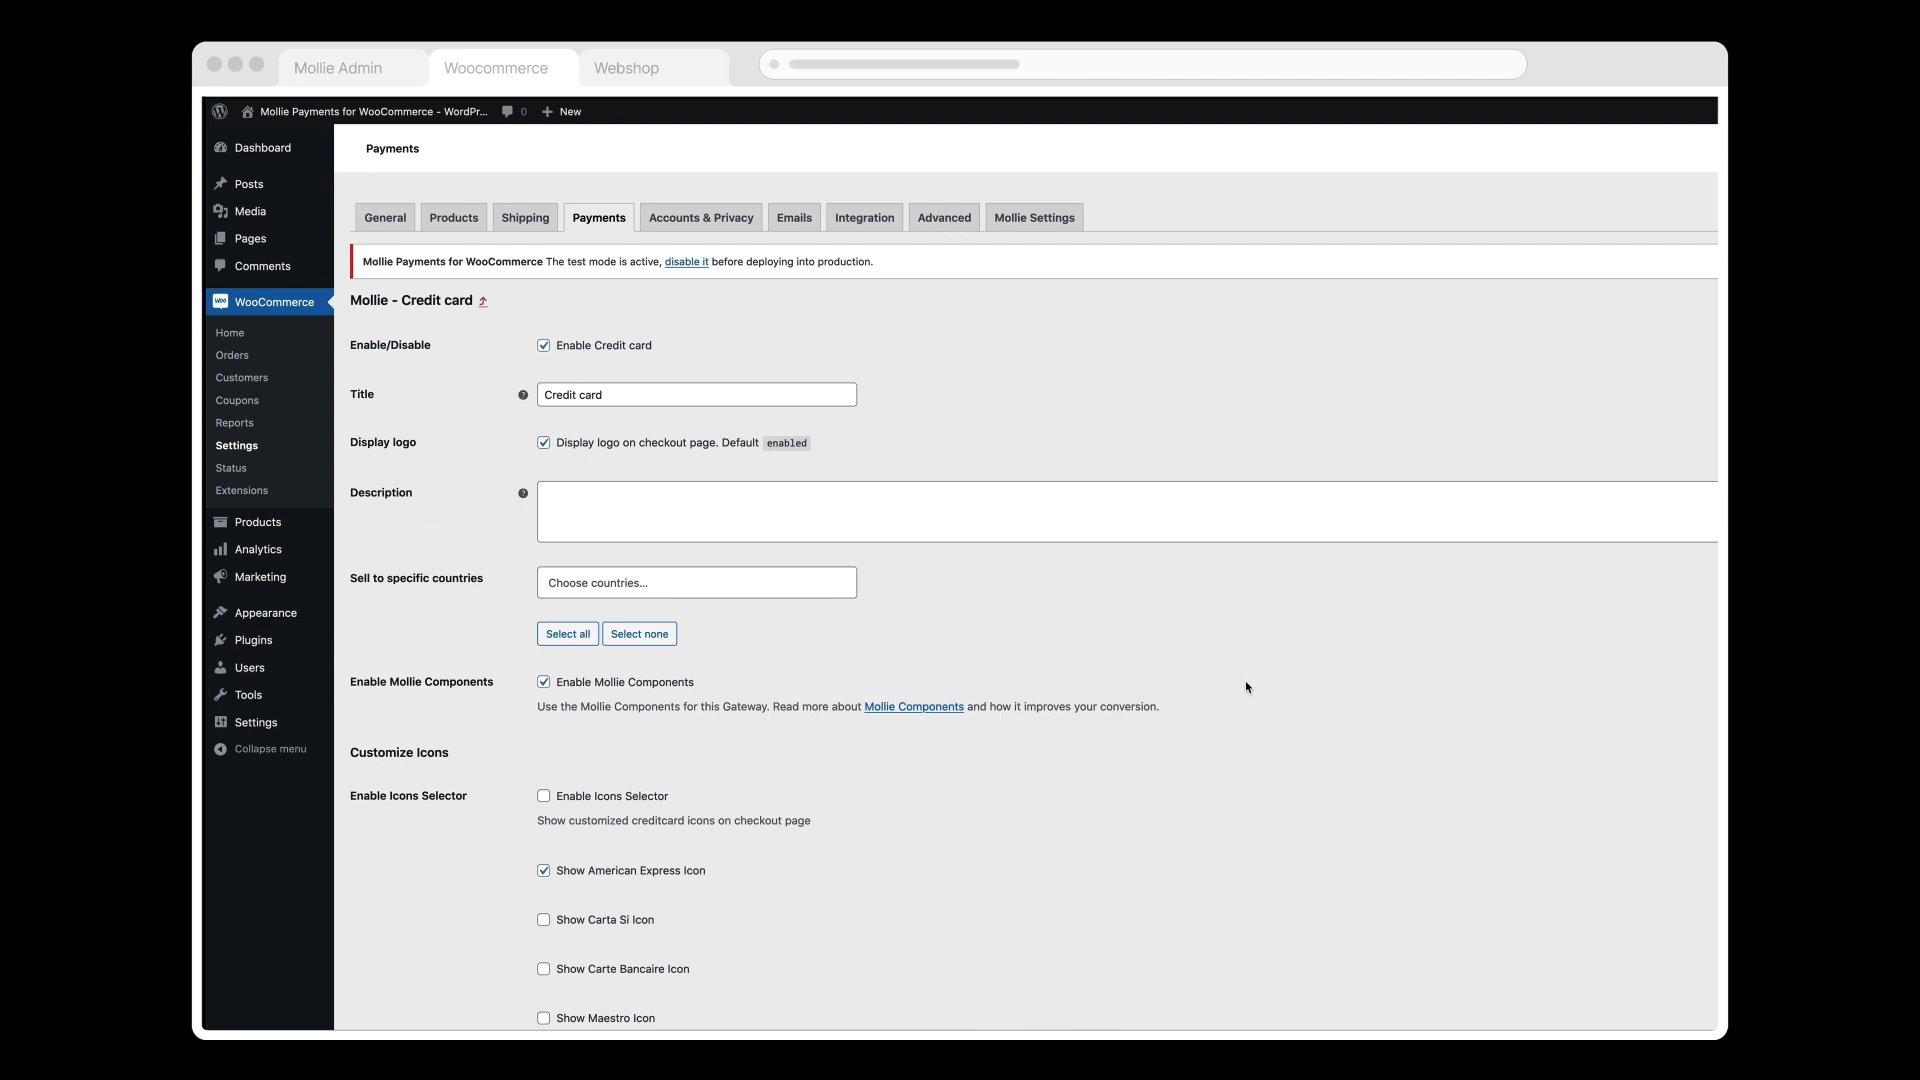 Mollie Admin
Woocommerce
Webshop
Mollie Payments for WooCommerce - WordPr...
0
New
Dashboard
Posts
Media
Pages
Comments
WooCommerce
Home
Orders
Customers
Coupons
Reports
Settings
Status
Extensions
Products
Analytics
Marketing
Appearance
Plugins
Users
Tools
Settings
Collapse menu
Payments
General
Products
Shipping
Payments
Accounts & Privacy
Emails
Integration
Advanced
Mollie Settings
Mollie Payments for WooCommerce The test mode is active, disable it before deploying into production.
Mollie - Credit card
Enable/Disable
Enable Credit card
Title
Credit card
Display logo
Display logo on checkout page. Default enabled
Description
Sell to specific countries
Choose countries...
Select all
Select none
Enable Mollie Components
Enable Mollie Components
Use the Mollie Components for this Gateway. Read more about Mollie Components and how it improves your conversion.
Customize Icons
Enable Icons Selector
Enable Icons Selector
Show customized creditcard icons on checkout page
Show American Express Icon
Show Carta Si Icon
Show Carte Bancaire Icon
Show Maestro Icon